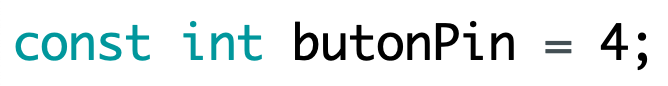 const int butonPin = 4;